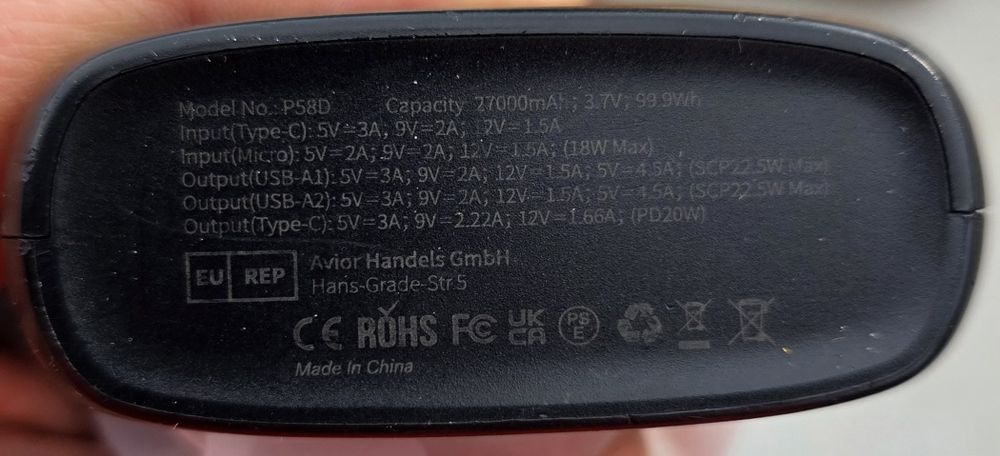 Model No.: P58D Capacity: 27000mAh; 3.7V; 99.9Wh
Input(Type-C): 5V⎓3A; 9V⎓2A; 12V⎓1.5A
Input(Micro): 5V⎓2A; 9V⎓2A; 12V⎓1.5A; (18W Max)
Output(USB-A1): 5V⎓3A; 9V⎓2A; 12V⎓1.5A; 5V⎓4.5A; (SCP22.5W Max)
Output(USB-A2): 5V⎓3A; 9V⎓2A; 12V⎓1.5A; 5V⎓4.5A; (SCP22.5W Max)
Output(Type-C): 5V⎓3A; 9V⎓2.22A; 12V⎓1.66A; (PD20W)
EU REP Avior Handels GmbH
Hans-Grade-Str 5
CE ROHS FC UK CA PS E
Made In China